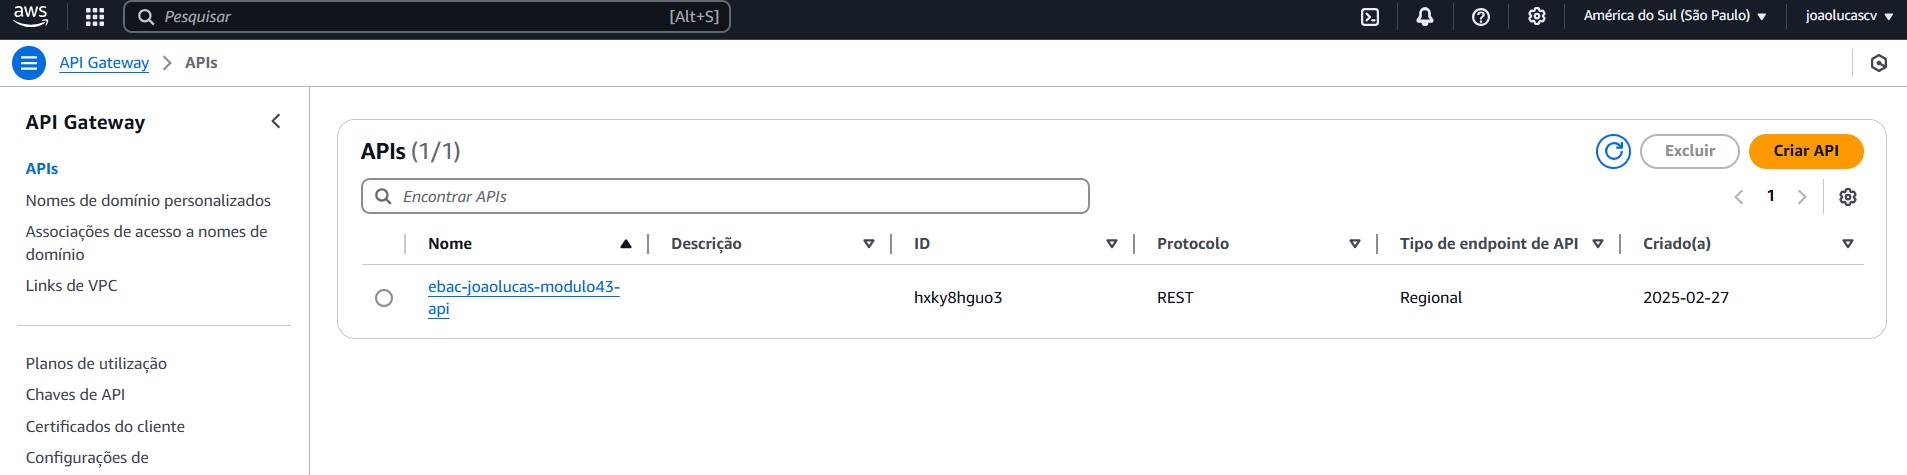 aws
Pesquisar
[Alt+S]
América do Sul (São Paulo)
joaolucascv
API Gateway
APIs
API Gateway
APIs
Nomes de domínio personalizados
Associações de acesso a nomes de
domínio
Links de VPC
Planos de utilização
Chaves de API
Certificados do cliente
Configurações de
APIs (1/1)
Excluir
Criar API
Encontrar APIs
1
Nome
Descrição
ID
Protocolo
Tipo de endpoint de API
Criado(a)
ebac-joaolucas-modulo43-
api
hxky8hguo3
REST
Regional
2025-02-27